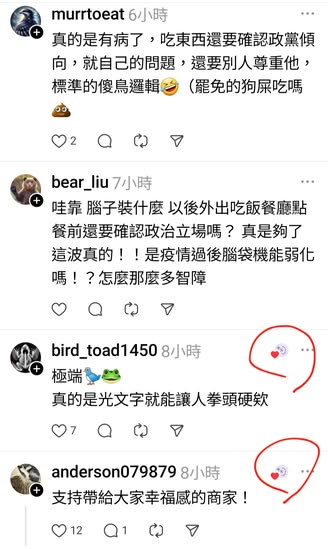 murrtoeat 6小時
真的是有病了，吃東西還要確認政黨傾
向，就自己的問題，還要別人尊重他，
標準的傻鳥邏輯🤣（罷免的狗屎吃嗎
💩
2
bear_liu 7小時
哇靠 腦子裝什麼 以後外出吃飯餐廳點
餐前還要確認政治立場嗎？ 真是夠了
這波真的！！是疫情過後腦袋機能弱化
嗎！？怎麼那麼多智障
bird_toad1450 8小時
極端🐦🐸
真的是光文字就能讓人拳頭硬欸
7
anderson079879 8小時
支持帶給大家幸福感的商家！
12 1